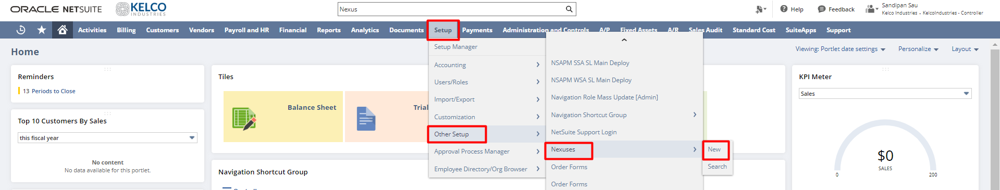 ORACLE NETSUITE
KELCO
INDUSTRIES
Nexus
Help
Feedback
Sandipan Sau
Kelco Industries - KelcoIndustries - Controller
Activities Billing Customers Vendors Payroll and HR Financial Reports Analytics Documents Setup Payments Administration and Controls A/P Fixed Assets A/R Sales Audit Standard Cost SuiteApps Support
Home
Viewing: Portlet date settings Personalize Layout
Reminders
13 Periods to Close
Top 10 Customers By Sales
this fiscal year
No content
No data available for this portlet.
Tiles
Balance Sheet
Trial
Navigation Shortcut Group
Setup Manager
Accounting
Users/Roles
Import/Export
Customization
Other Setup
Approval Process Manager
Employee Directory/Org Browser
NSAPM SSA SL Main Deploy
NSAPM WSA SL Main Deploy
Navigation Role Mass Update [Admin]
Navigation Shortcut Group
NetSuite Support Login
Nexuses
Order Forms
Order Forms
New
Search
KPI Meter
Sales
$0
SALES
0
200